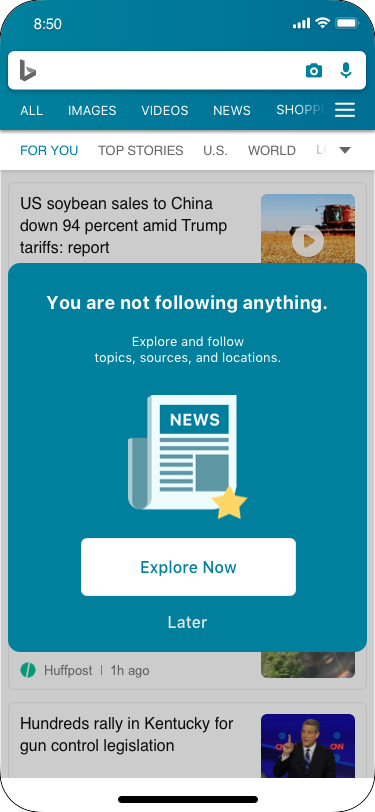 8:50
ALL IMAGES VIDEOS NEWS SHOPP
FOR YOU TOP STORIES U.S. WORLD
US soybean sales to China
down 94 percent amid Trump
tariffs: report
You are not following anything.
Explore and follow
topics, sources, and locations.
NEWS
Explore Now
Later
Huffpost | 1h ago
Hundreds rally in Kentucky for
gun control legislation
CNN